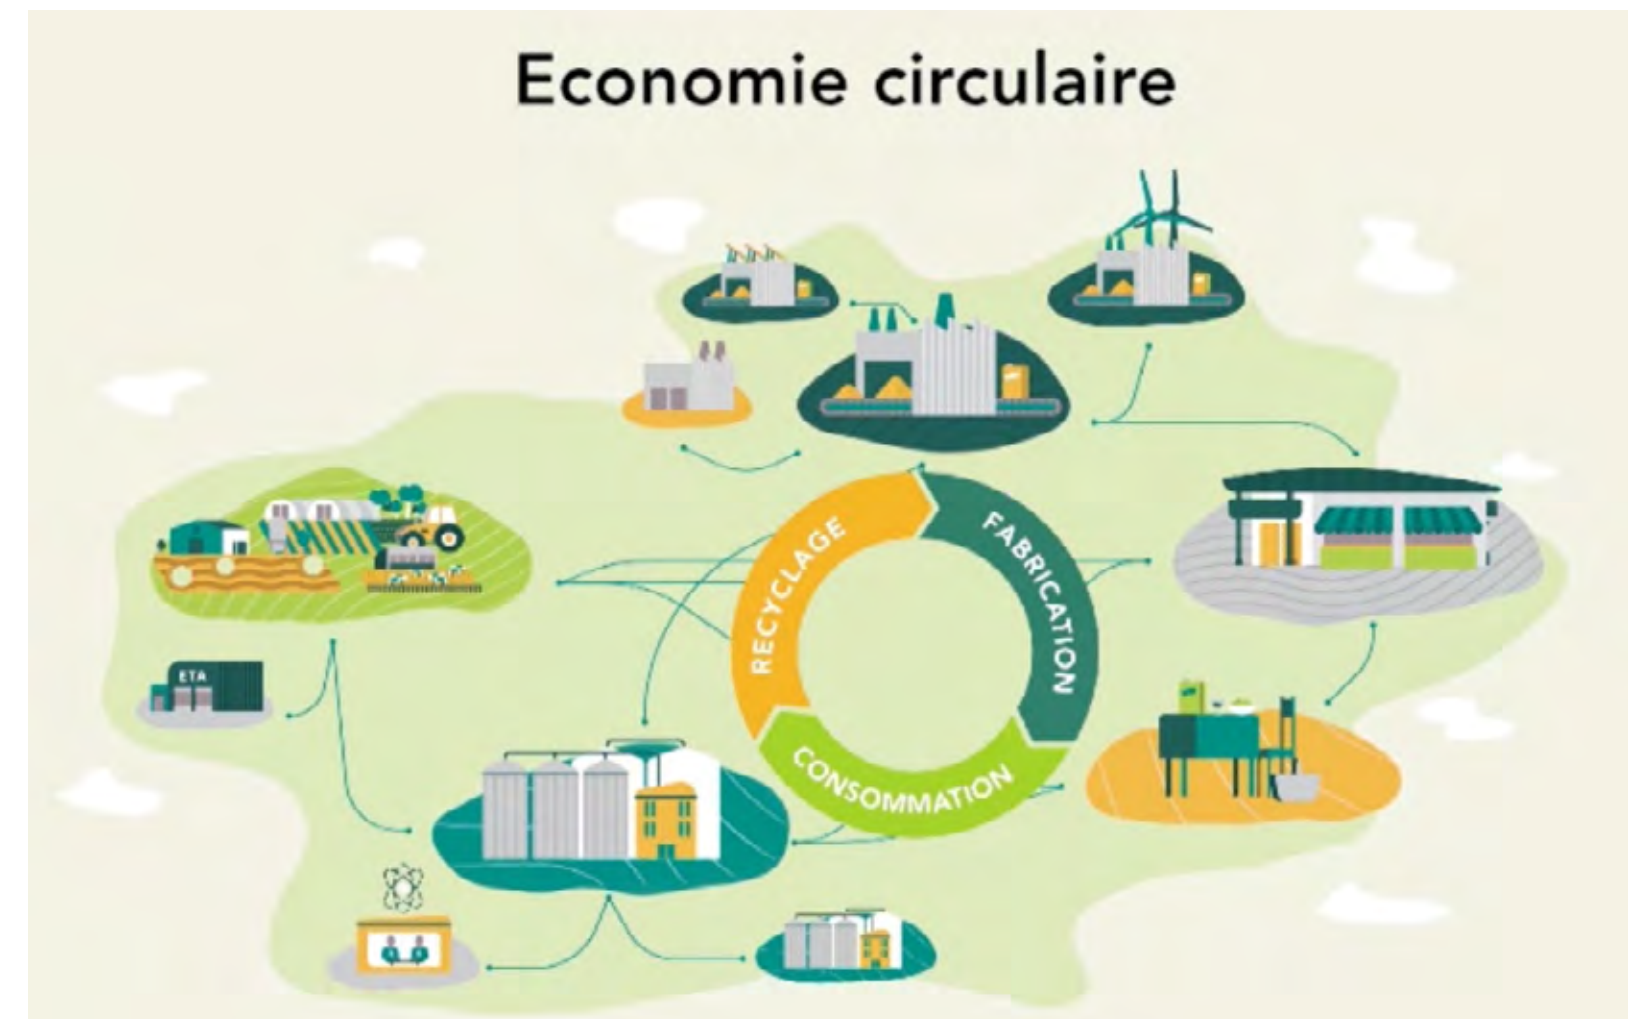 Economie circulaire
RECYCLAGE
FABRICATION
ETA
CONSOMMATION